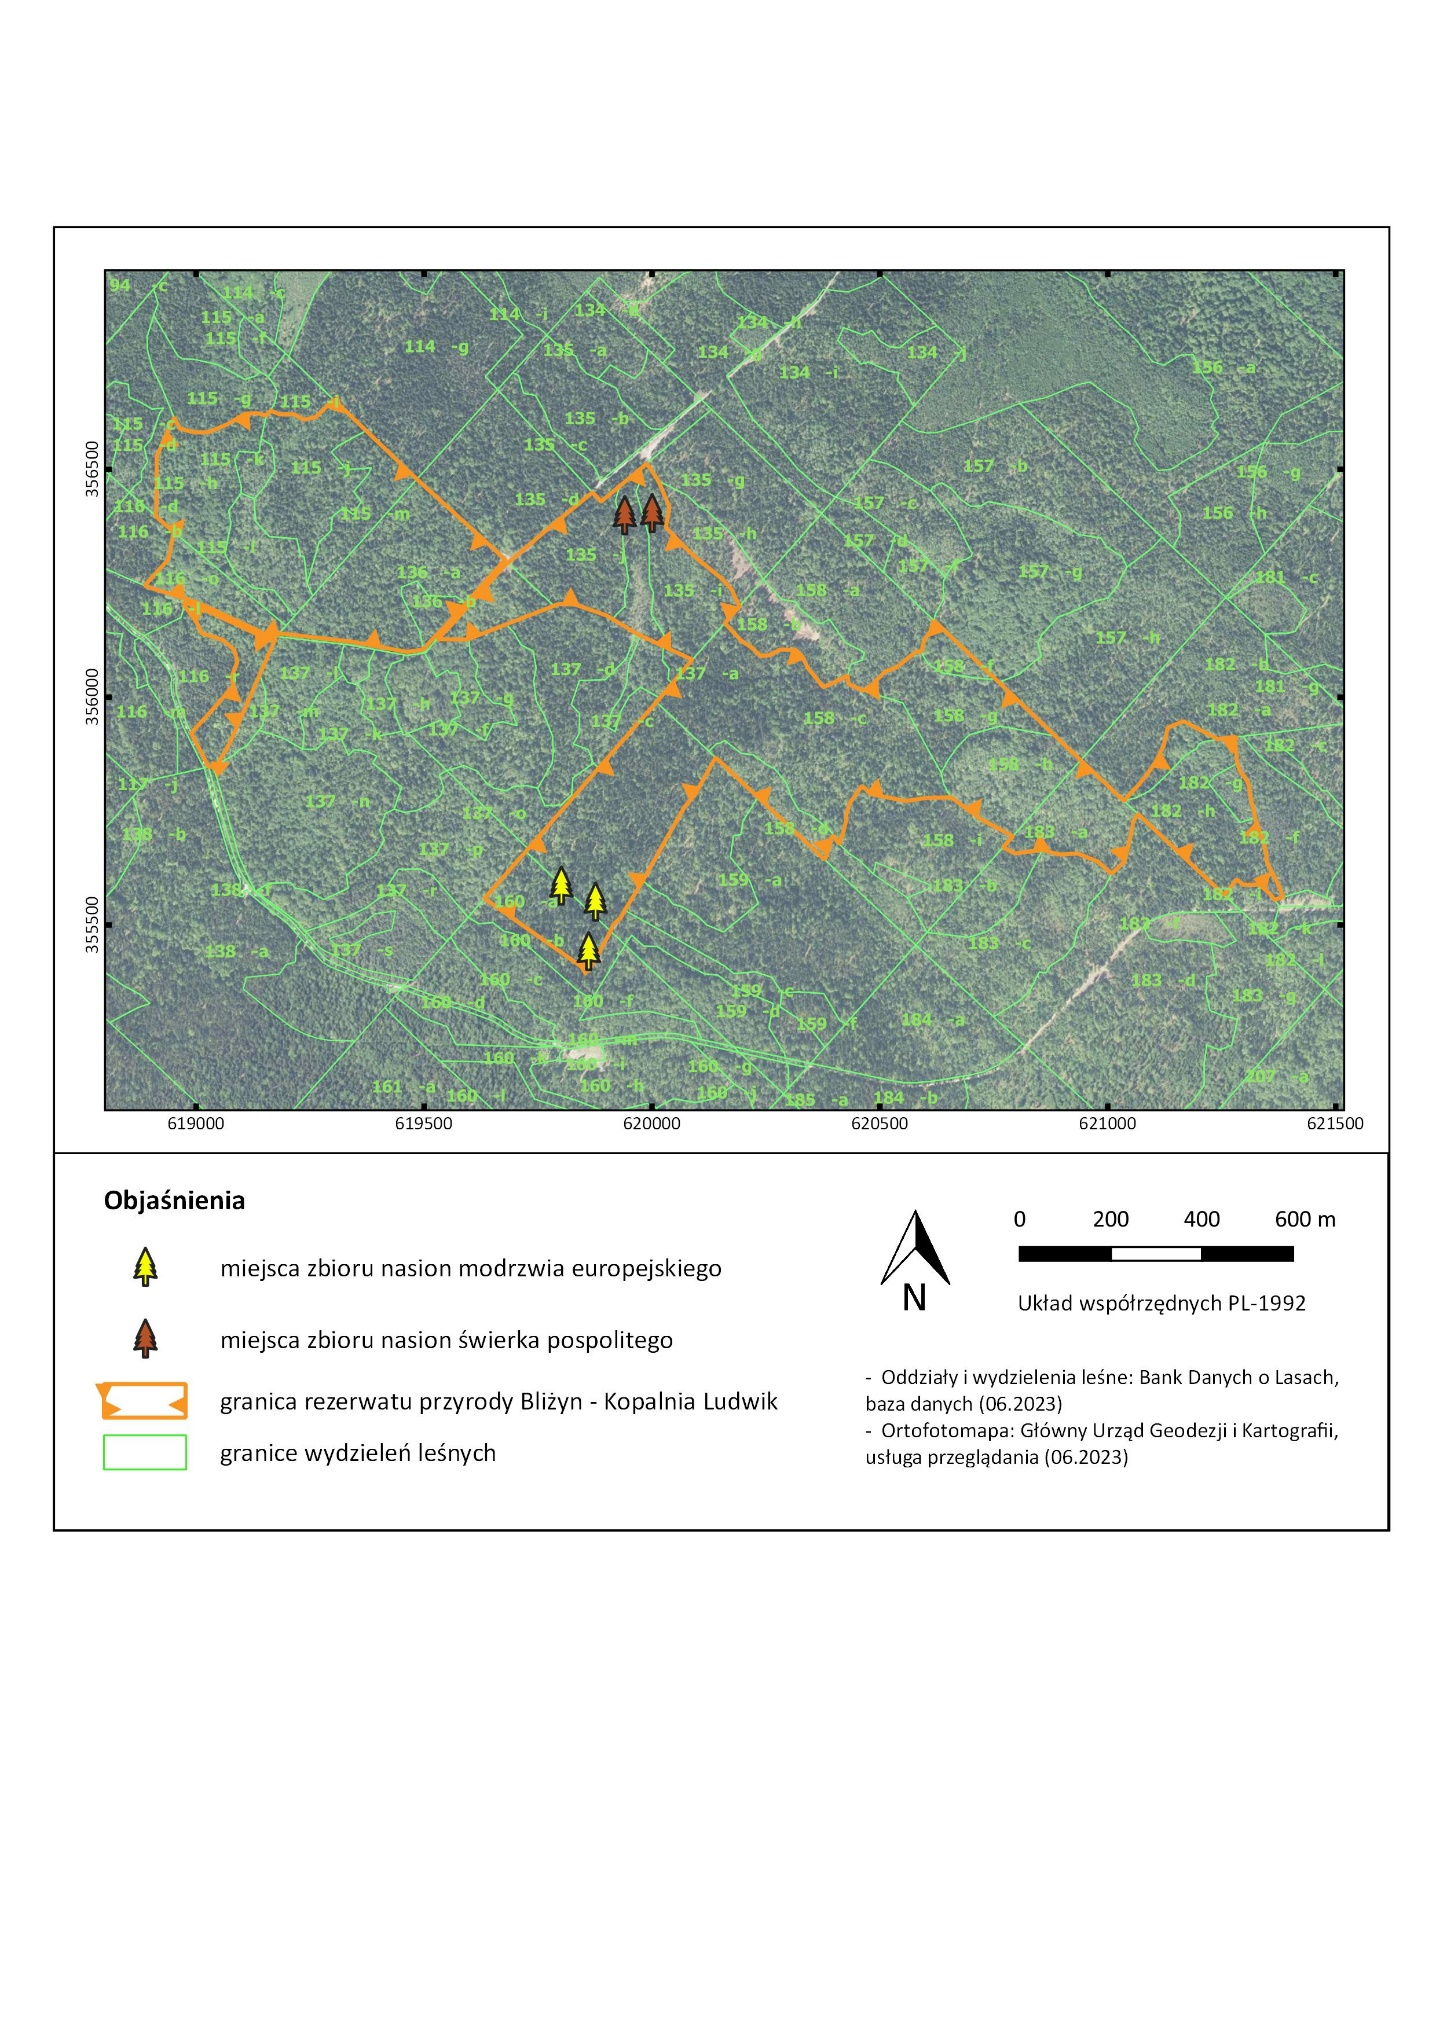 94 -c
114 -c
115 -a
115 -f
114 -i
134
134 -h
114 -g
135 -a
134
134 -j
134 -i
156 -a
115 -g
115 -i
115 -c
135 -b
115 -d
135 -c
115 -k
115 -j
157 -b
156 -g
115 -h
135 -g
135 -d
116 -d
115 -m
157 -c
156 -h
116
135 -h
157 -d
115 -l
135 -j
157 -f
136 -a
157 -g
181 -c
116 -o
135 -i
158 -a
136
116
158
157 -h
158 -f
182 -b
137
137 -d
137 -a
116
181 -g
137 -g
137 -h
182 -a
116
137 -m
137 -c
158 -c
158 -g
137 -f
137 -k
182 -c
158 -b
117 -j
182 -g
137 -n
137 -o
182 -h
138 -b
158 -d
183 -a
182 -f
158 -i
137 -p
159 -a
183 -b
138
137 -r
182
160 -a
183
182 -k
160 -b
183 -c
138 -a
137 -s
182 -l
160 -c
183 -d
159 -c
183 -g
160 -d
160 -f
159 -d
159 -f
184 -a
160 -m
160
160
160 -g
207 -a
161 -a
160 -h
160 -l
160 -j
185 -a
184 -b
356500
356000
355500
619000 619500 620000 620500 621000 621500
Objaśnienia
miejsca zbioru nasion modrzwia europejskiego
miejsca zbioru nasion świerka pospolitego
granica rezerwatu przyrody Bliżyn - Kopalnia Ludwik
granice wydzieleń leśnych
N
0 200 400 600 m
Układ współrzędnych PL-1992
- Oddziały i wydzielenia leśne: Bank Danych o Lasach,
baza danych (06.2023)
- Ortofotomapa: Główny Urząd Geodezji i Kartografii,
usługa przeglądania (06.2023)